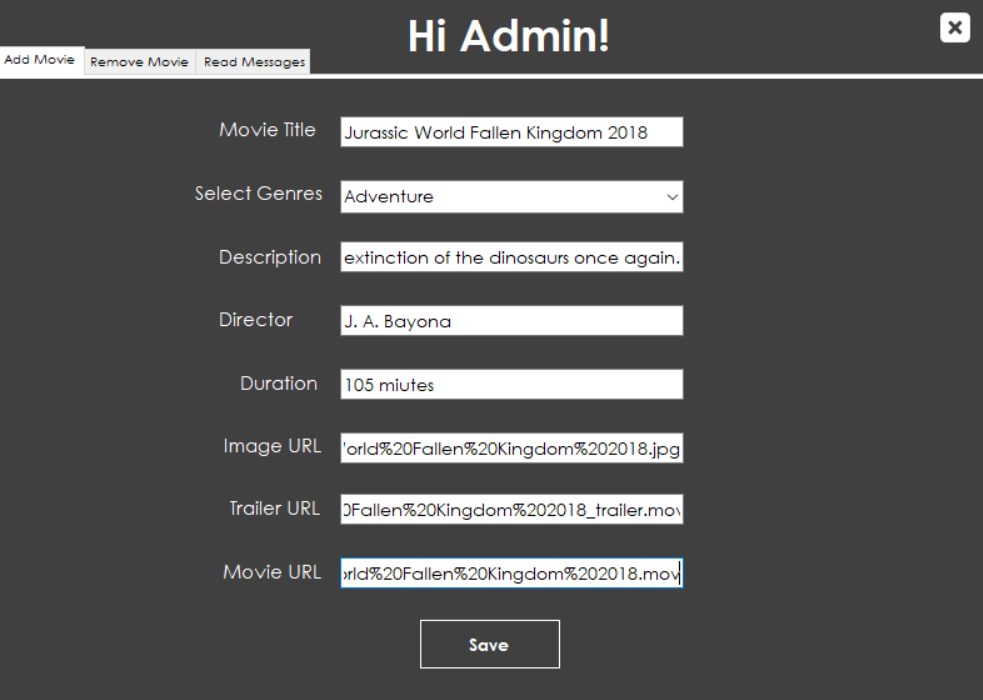 Hi Admin!
Add Movie Remove Movie Read Messages
Movie Title Jurassic World Fallen Kingdom 2018
Select Genres Adventure
Description extinction of the dinosaurs once again.
Director J. A. Bayona
Duration 105 miutes
Image URL orld%20Fallen%20Kingdom%202018.jpg
Trailer URL 0Fallen%20Kingdom%202018_trailer.mov
Movie URL orld%20Fallen%20Kingdom%202018.mov
Save